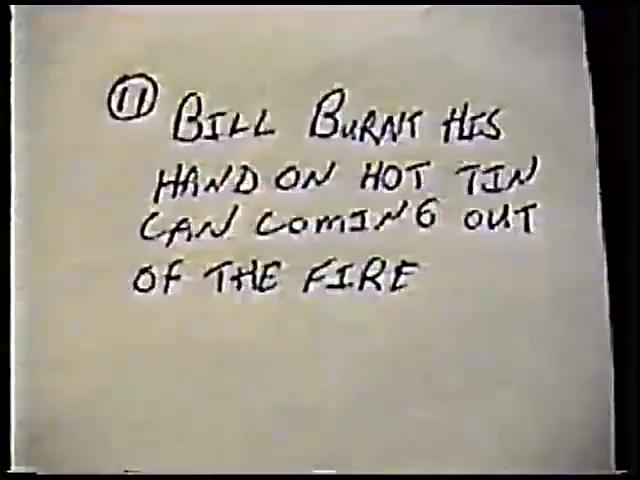 11 BILL BURNT HIS
HAND ON HOT TIN
CAN COMING OUT
OF THE FIRE